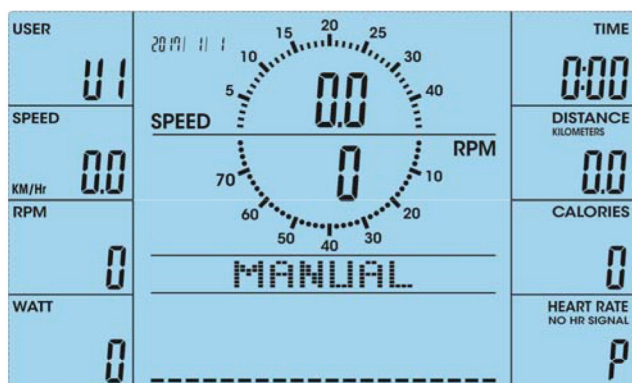 USER
U1
SPEED
KM/Hr 0.0
RPM
0
WATT
0
2017/ 1/ 1
5 10 15 20 25 30 40
0.0
SPEED
RPM
0
70 60 50 40 30 20 10
MANUAL
TIME
0:00
DISTANCE
KILOMETERS
0.0
CALORIES
0
HEART RATE
NO HR SIGNAL
P